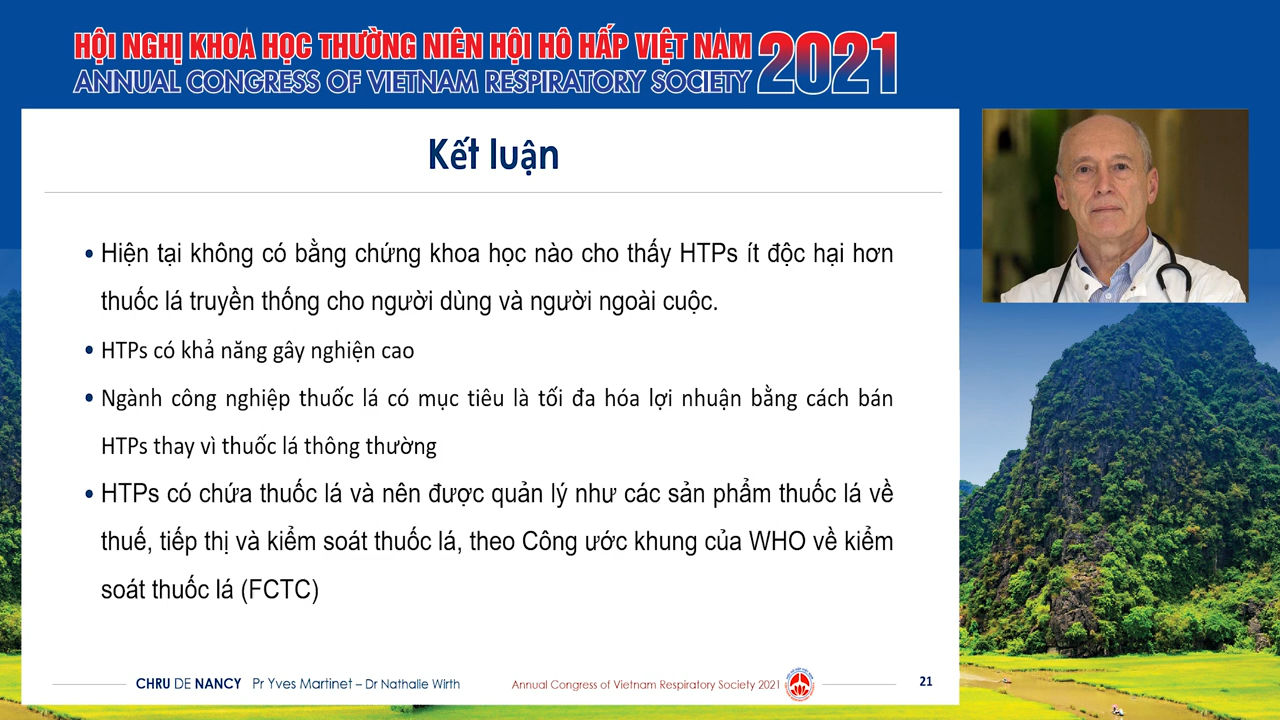 HỘI NGHỊ KHOA HỌC THƯỜNG NIÊN HỘI HÔ HẤP VIỆT NAM 2021
ANNUAL CONGRESS OF VIETNAM RESPIRATORY SOCIETY
Kết luận
• Hiện tại không có bằng chứng khoa học nào cho thấy HTPs ít độc hại hơn
thuốc lá truyền thống cho người dùng và người ngoài cuộc.
• HTPs có khả năng gây nghiện cao
• Ngành công nghiệp thuốc lá có mục tiêu là tối đa hóa lợi nhuận bằng cách bán
HTPs thay vì thuốc lá thông thường
• HTPs có chứa thuốc lá và nên được quản lý như các sản phẩm thuốc lá về
thuế, tiếp thị và kiểm soát thuốc lá, theo Công ước khung của WHO về kiểm
soát thuốc lá (FCTC)
CHRU DE NANCY Pr Yves Martinet – Dr Nathalie Wirth
Annual Congress of Vietnam Respiratory Society 2021
21